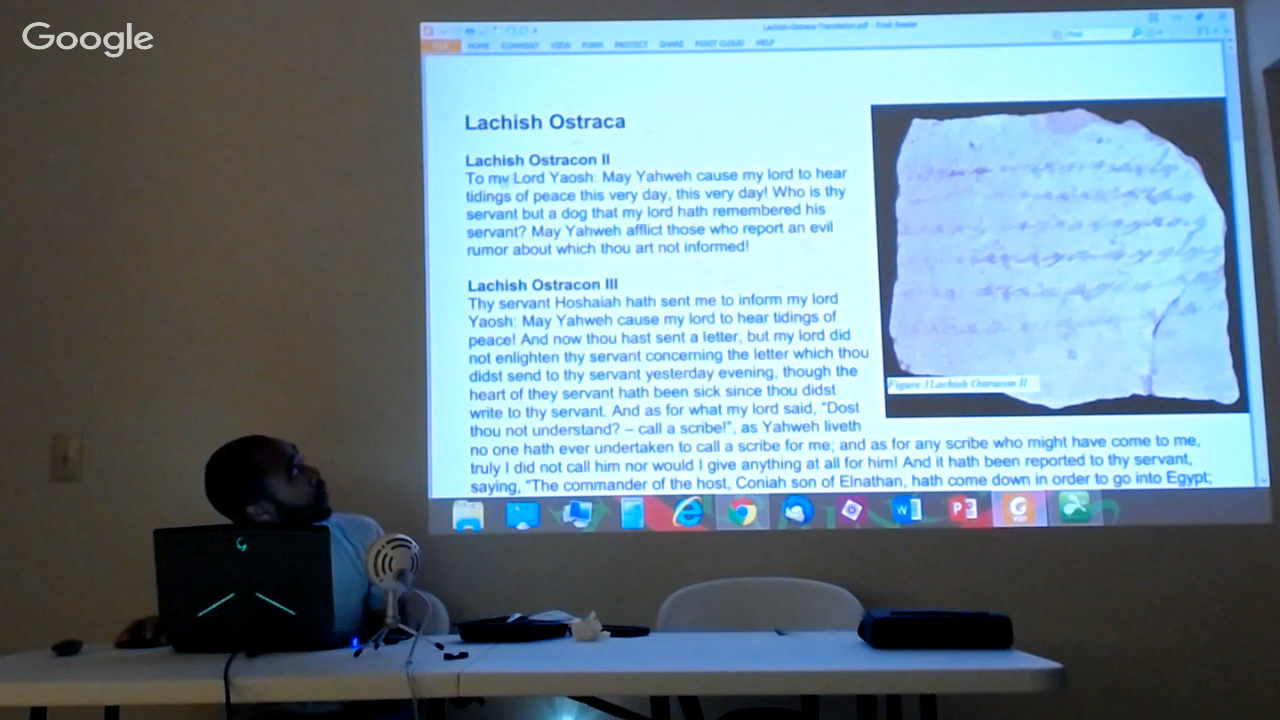 Google
Lachish-Ostraca-Translation.pdf - Foxit Reader
HOME COMMENT VIEW FORM PROTECT SHARE FOXIT CLOUD HELP
Find
Lachish Ostraca
Lachish Ostracon II
To my Lord Yaosh: May Yahweh cause my lord to hear
tidings of peace this very day, this very day! Who is thy
servant but a dog that my lord hath remembered his
servant? May Yahweh afflict those who report an evil
rumor about which thou art not informed!
Lachish Ostracon III
Thy servant Hoshaiah hath sent me to inform my lord
Yaosh: May Yahweh cause my lord to hear tidings of
peace! And now thou hast sent a letter, but my lord did
not enlighten thy servant concerning the letter which thou
didst send to thy servant yesterday evening, though the
heart of they servant hath been sick since thou didst
write to thy servant. And as for what my lord said, "Dost
thou not understand? – call a scribe!", as Yahweh liveth
no one hath ever undertaken to call a scribe for me; and as for any scribe who might have come to me,
truly I did not call him nor would I give anything at all for him! And it hath been reported to thy servant,
saying, "The commander of the host, Coniah son of Elnathan, hath come down in order to go into Egypt;
Figure 1Lachish Ostracon II